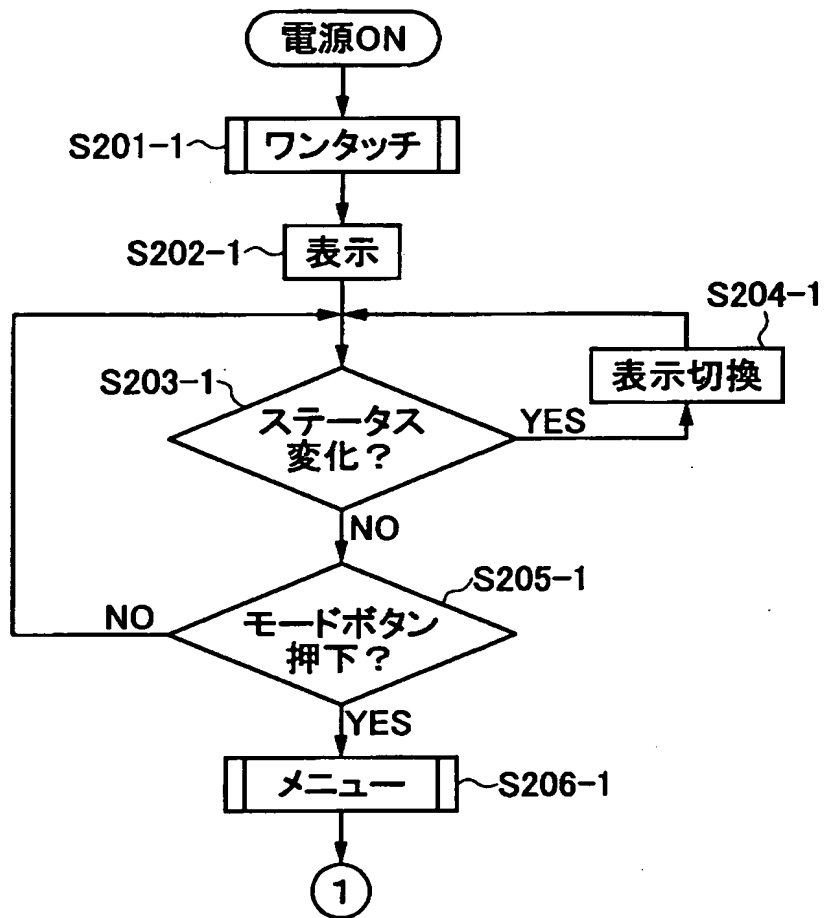 電源ON
S201-1
ワンタッチ
S202-1
表示
S204-1
表示切換
S203-1
ステータス
変化?
YES
NO
S205-1
NO
モードボタン
押下?
YES
メニュー
S206-1
1